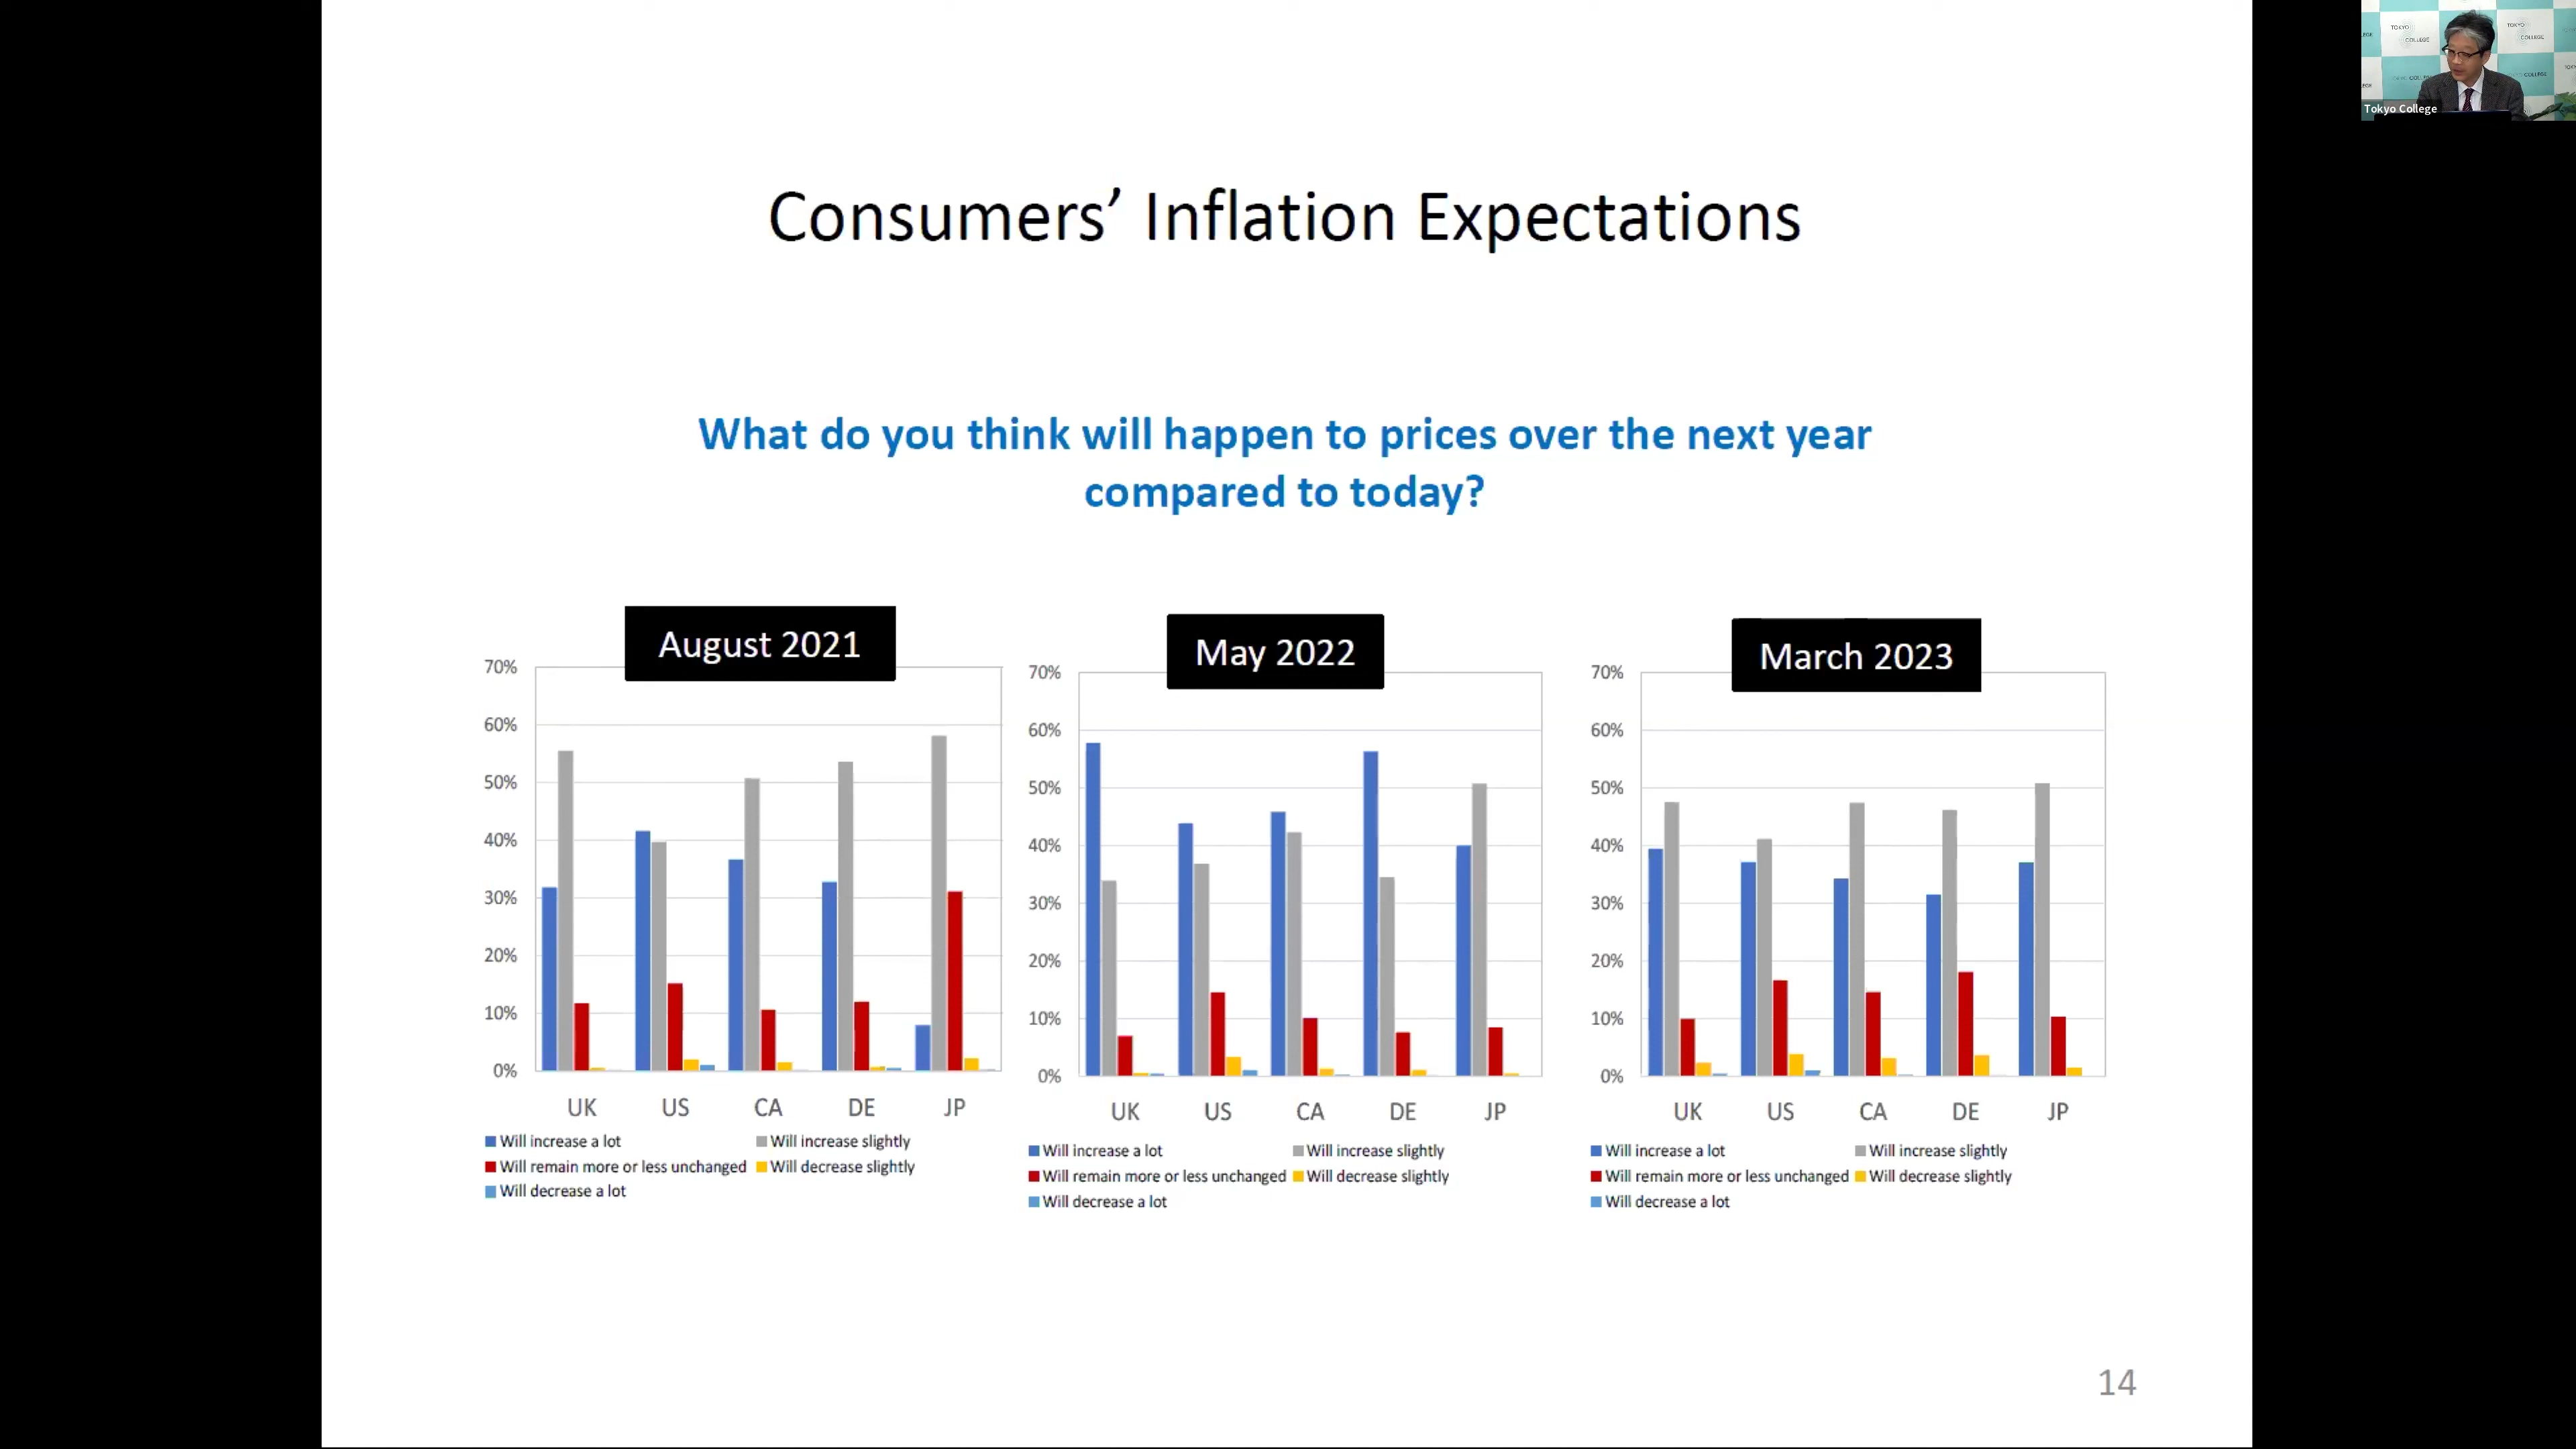 Consumers’ Inflation Expectations
What do you think will happen to prices over the next year
compared to today?
August 2021
70%
60%
50%
40%
30%
20%
10%
0%
UK US CA DE JP
Will increase a lot Will increase slightly
Will remain more or less unchanged Will decrease slightly
Will decrease a lot
May 2022
70%
60%
50%
40%
30%
20%
10%
0%
UK US CA DE JP
Will increase a lot Will increase slightly
Will remain more or less unchanged Will decrease slightly
Will decrease a lot
March 2023
70%
60%
50%
40%
30%
20%
10%
0%
UK US CA DE JP
Will increase a lot Will increase slightly
Will remain more or less unchanged Will decrease slightly
Will decrease a lot
14
TOKYO
COLLEGE
TOKYO
COLLEGE
Tokyo College